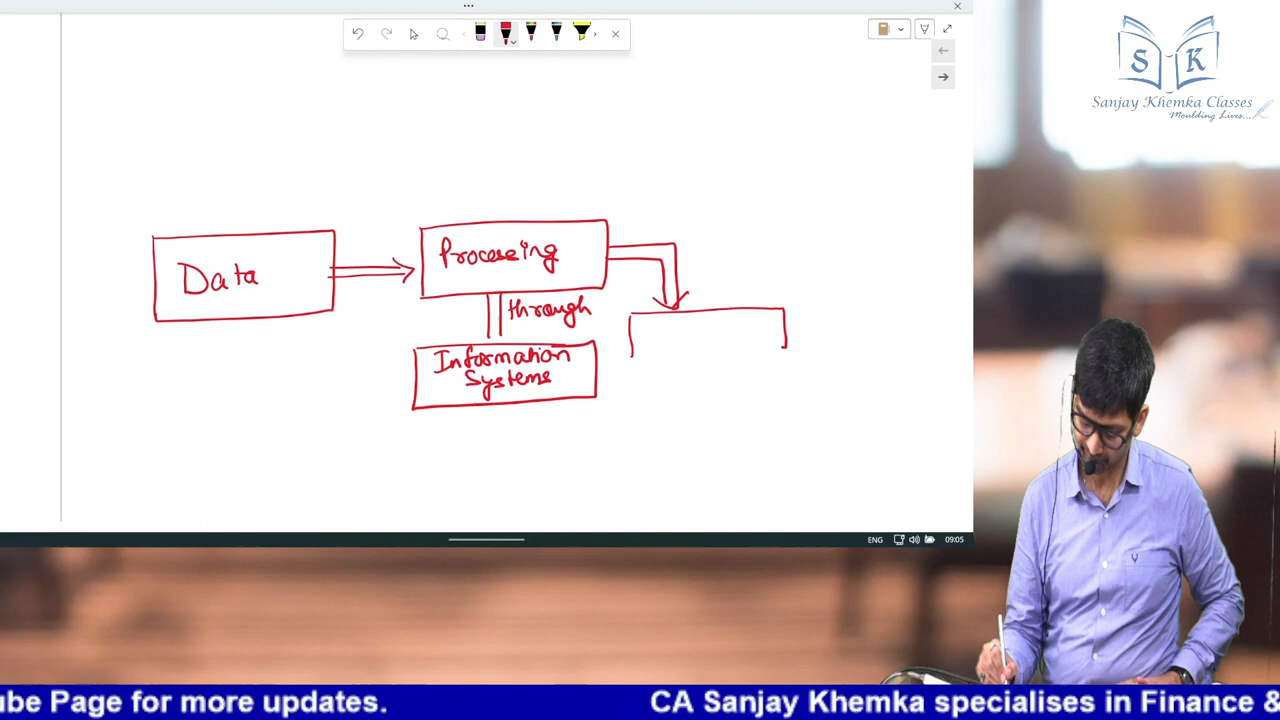 S K
Sanjay Khemka Classes
Moulding Lives...
Data
Processing
through
Information
Systems
ENG 09:05
ube Page for more updates. CA Sanjay Khemka specialises in Finance &